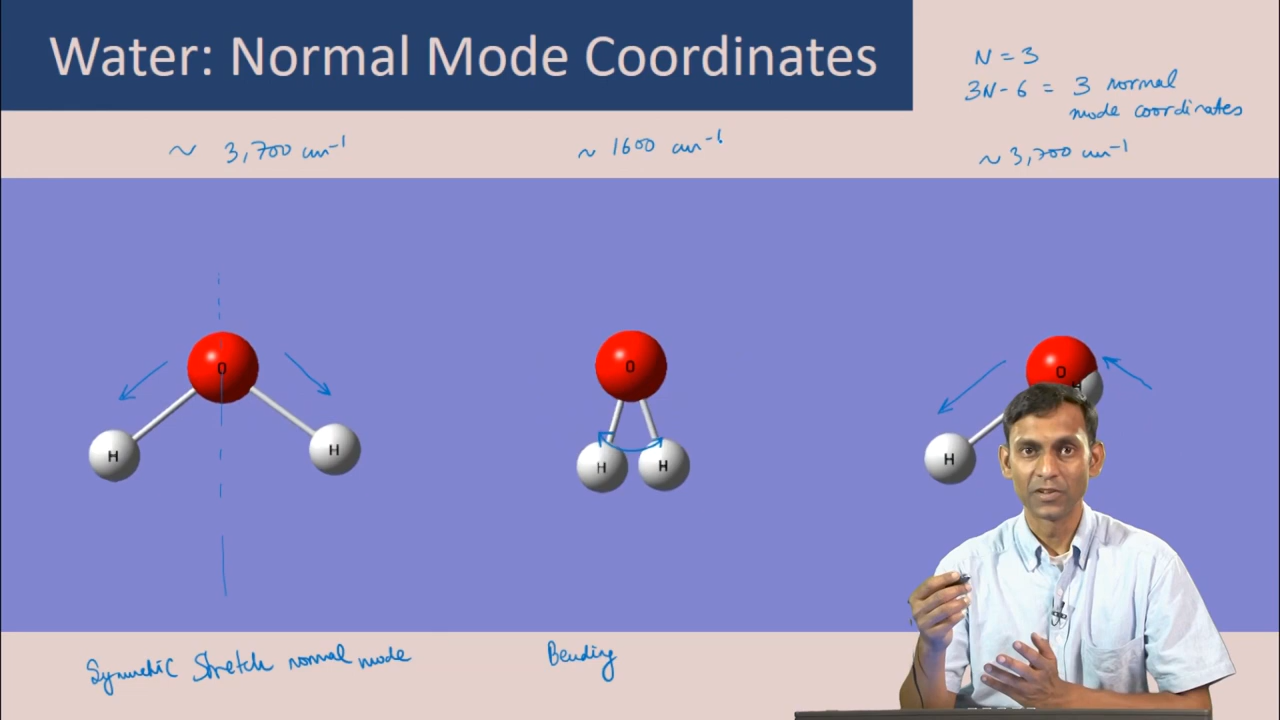 Water: Normal Mode Coordinates
N = 3
3N - 6 = 3 normal
mode coordinates
~ 3,700 cm⁻¹
~ 1600 cm⁻¹
~ 3,700 cm⁻¹
O
H
H
O
H
H
O
H
H
Symmetric Stretch normal mode
Bending